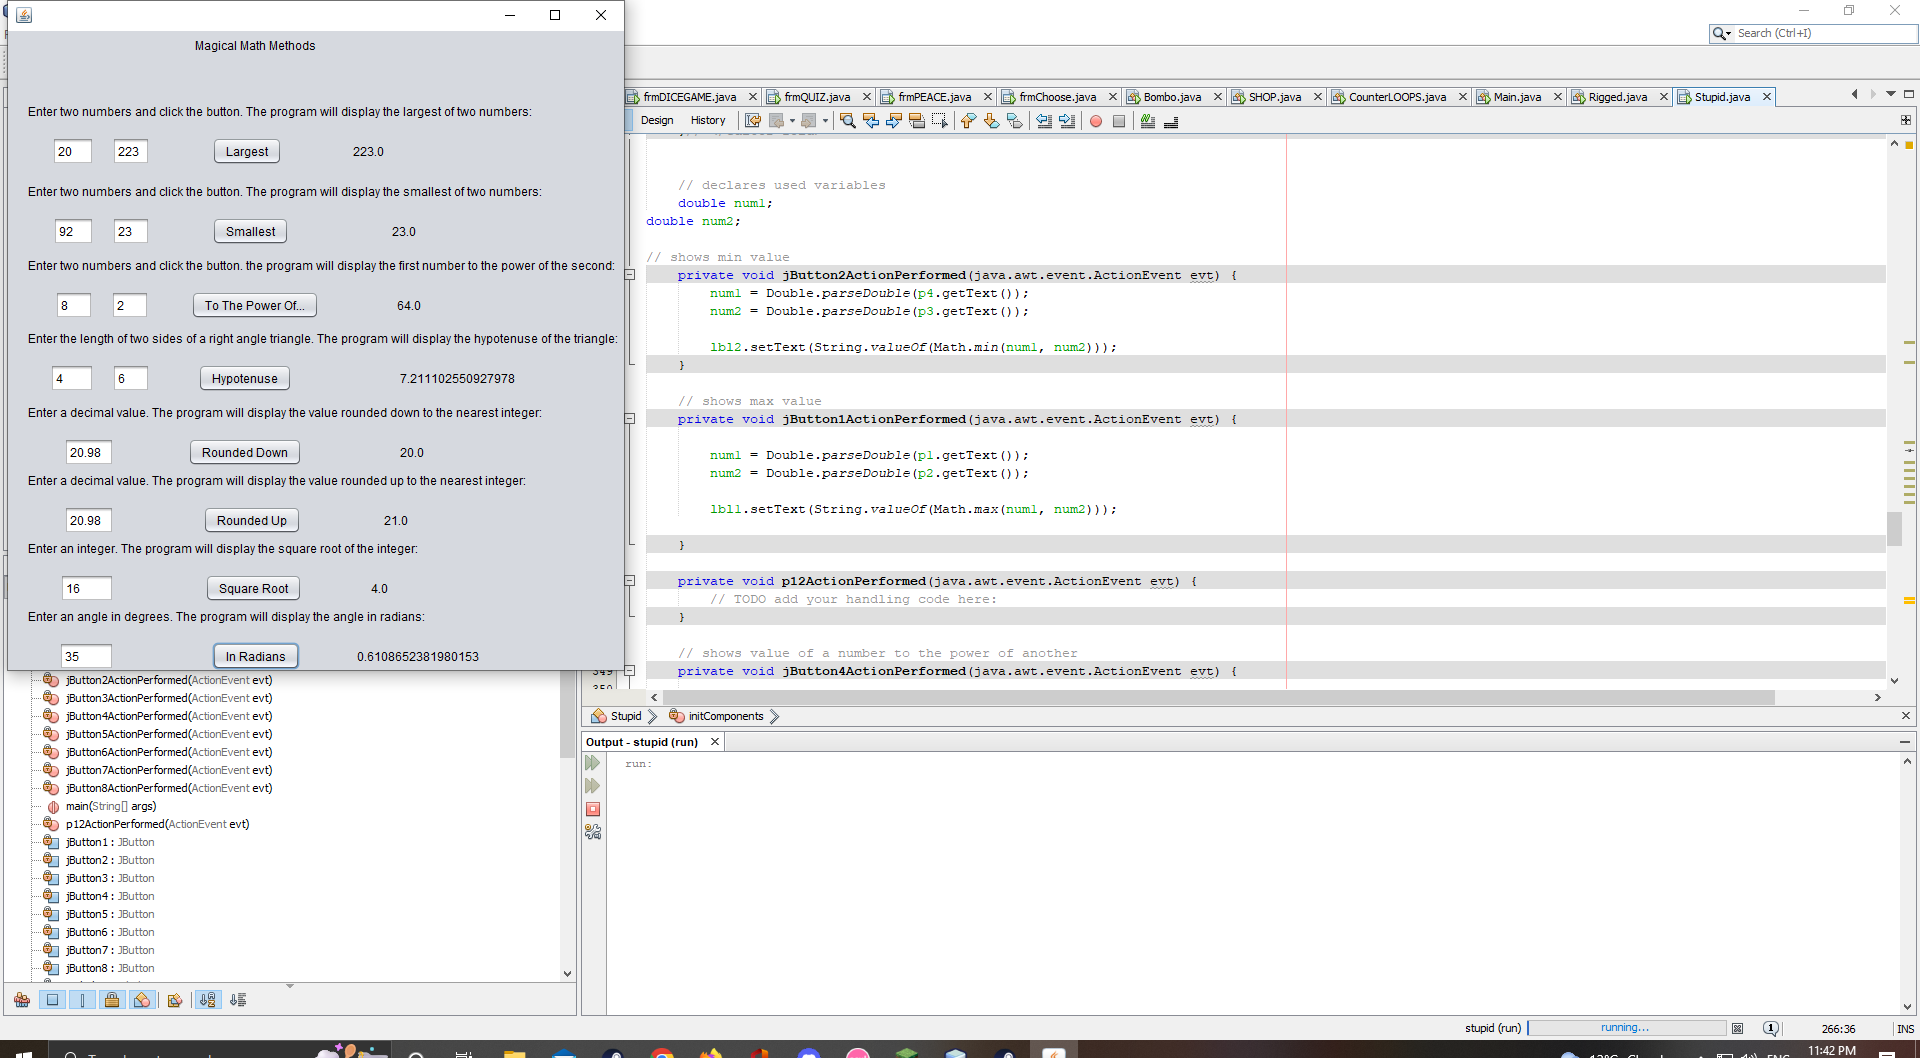 Magical Math Methods
Enter two numbers and click the button. The program will display the largest of two numbers:
20 223 Largest 223.0
Enter two numbers and click the button. The program will display the smallest of two numbers:
92 23 Smallest 23.0
Enter two numbers and click the button. the program will display the first number to the power of the second:
8 2 To The Power Of... 64.0
Enter the length of two sides of a right angle triangle. The program will display the hypotenuse of the triangle:
4 6 Hypotenuse 7.211102550927978
Enter a decimal value. The program will display the value rounded down to the nearest integer:
20.98 Rounded Down 20.0
Enter a decimal value. The program will display the value rounded up to the nearest integer:
20.98 Rounded Up 21.0
Enter an integer. The program will display the square root of the integer:
16 Square Root 4.0
Enter an angle in degrees. The program will display the angle in radians:
35 In Radians 0.6108652381980153
jButton2ActionPerformed(ActionEvent evt)
jButton3ActionPerformed(ActionEvent evt)
jButton4ActionPerformed(ActionEvent evt)
jButton5ActionPerformed(ActionEvent evt)
jButton6ActionPerformed(ActionEvent evt)
jButton7ActionPerformed(ActionEvent evt)
jButton8ActionPerformed(ActionEvent evt)
main(String[] args)
p12ActionPerformed(ActionEvent evt)
jButton1 : JButton
jButton2 : JButton
jButton3 : JButton
jButton4 : JButton
jButton5 : JButton
jButton6 : JButton
jButton7 : JButton
jButton8 : JButton
Search (Ctrl+I)
frmDICEGAME.java frmQUIZ.java frmPEACE.java frmChoose.java Bombo.java SHOP.java CounterLOOPS.java Main.java Rigged.java Stupid.java
Design History
// declares used variables
double num1;
double num2;
// shows min value
private void jButton2ActionPerformed(java.awt.event.ActionEvent evt) {
num1 = Double.parseDouble(p4.getText());
num2 = Double.parseDouble(p3.getText());
lbl2.setText(String.valueOf(Math.min(num1, num2)));
}
// shows max value
private void jButton1ActionPerformed(java.awt.event.ActionEvent evt) {
num1 = Double.parseDouble(p1.getText());
num2 = Double.parseDouble(p2.getText());
lbl1.setText(String.valueOf(Math.max(num1, num2)));
}
private void p12ActionPerformed(java.awt.event.ActionEvent evt) {
// TODO add your handling code here:
}
// shows value of a number to the power of another
349 private void jButton4ActionPerformed(java.awt.event.ActionEvent evt) {
Stupid initComponents
Output - stupid (run)
run:
stupid (run) running... 1 266:36 INS
11:42 PM